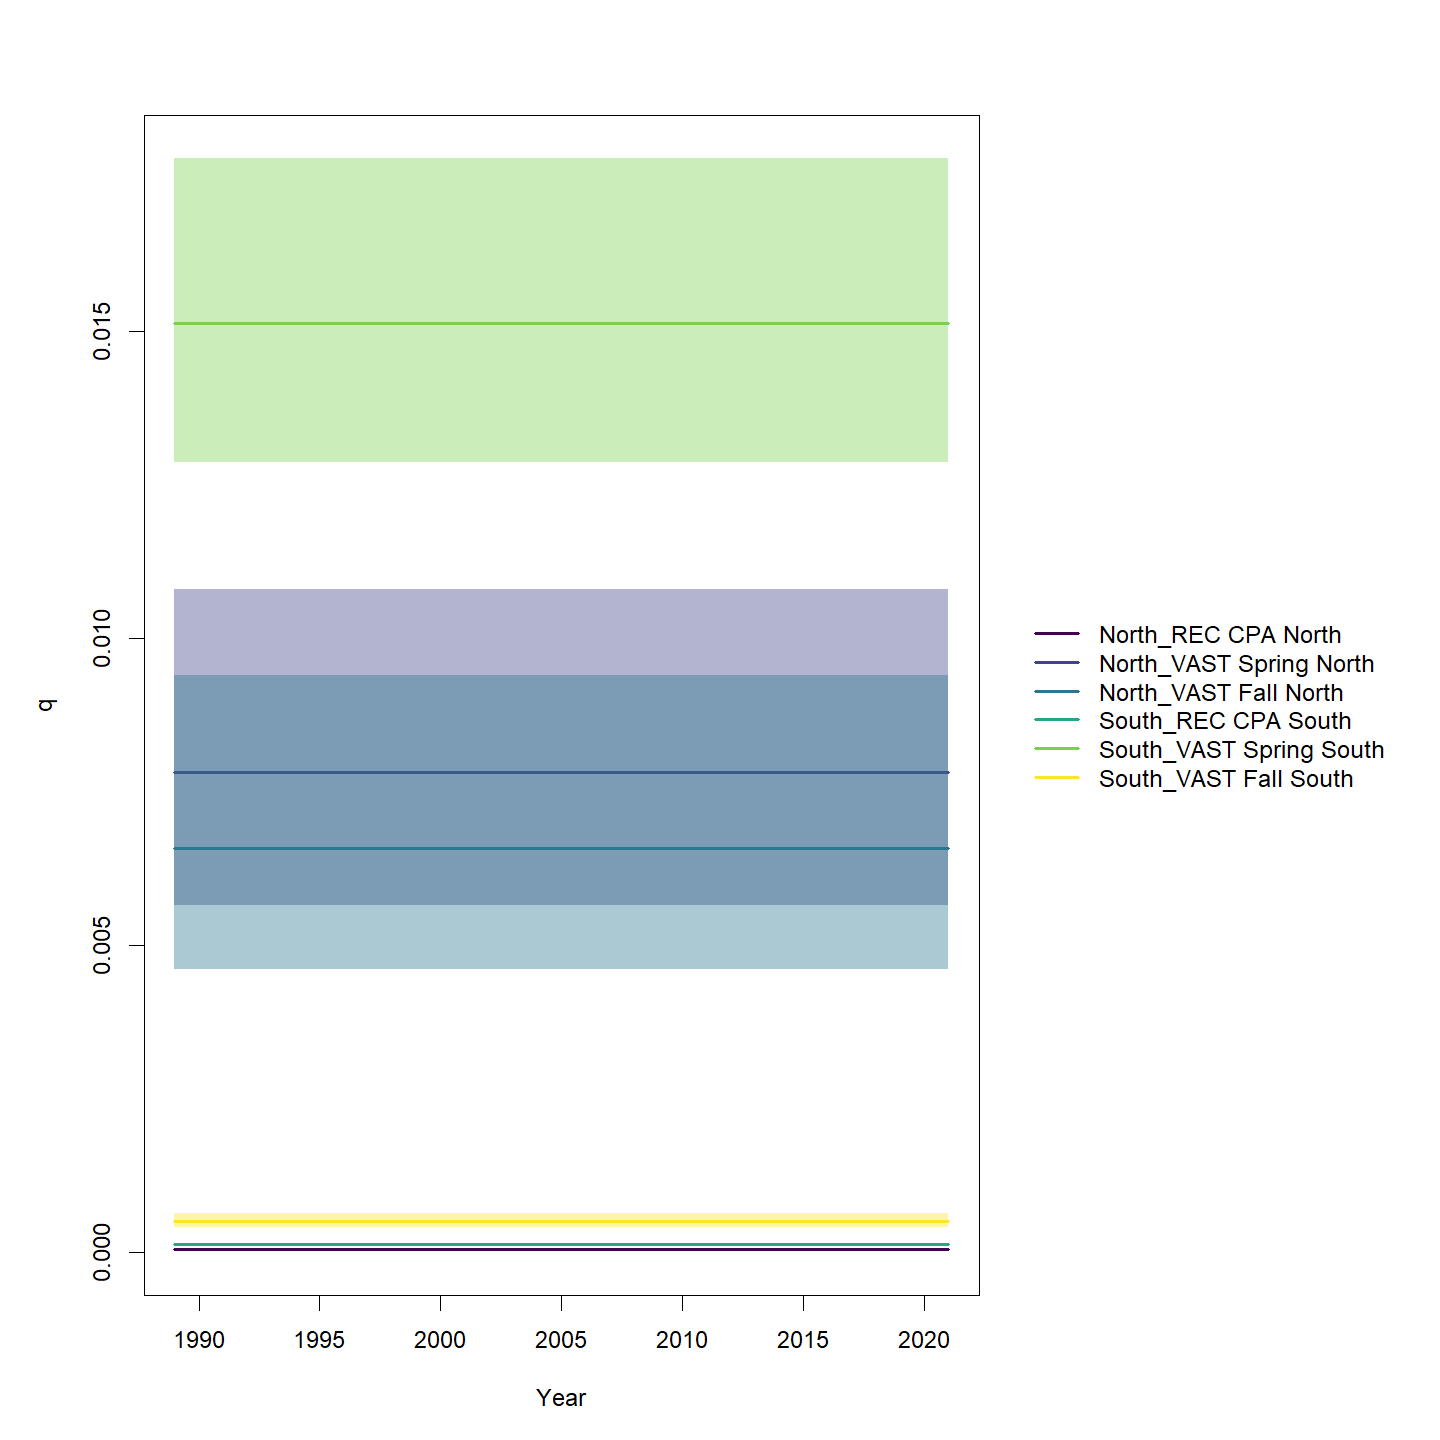 0.015
0.010
0.005
0.000
q
1990 1995 2000 2005 2010 2015 2020
Year
North_REC CPA North
North_VAST Spring North
North_VAST Fall North
South_REC CPA South
South_VAST Spring South
South_VAST Fall South